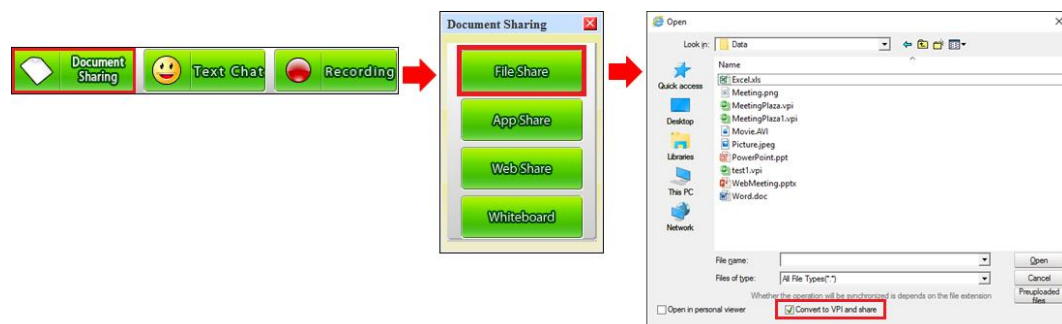 Document
Sharing
Text Chat
Recording
Document Sharing
File Share
App Share
Web Share
Whiteboard
Open
Look in:
Data
Name
Quick access
Desktop
Libraries
This PC
Network
Excel.xls
Meeting.png
MeetingPlaza.vpi
MeetingPlaza1.vpi
Movie.AVI
Picture.jpeg
PowerPoint.ppt
test1.vpi
WebMeeting.pptx
Word.doc
File name:
Open
Files of type:
All File Types(*.*)
Cancel
Whether the operation will be synchronized is depends on the file extension
Preuploaded
files
Open in personal viewer
Convert to VPI and share